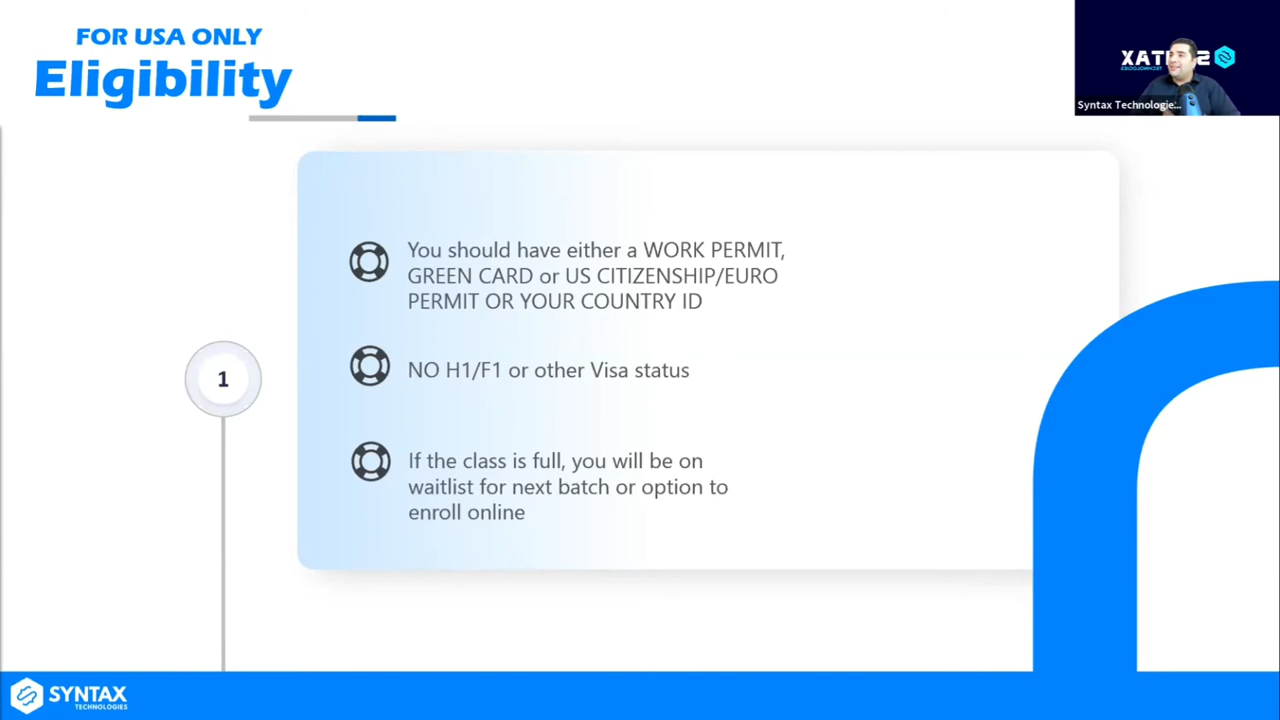 FOR USA ONLY
Eligibility
Syntax Technologie...
You should have either a WORK PERMIT,
GREEN CARD or US CITIZENSHIP/EURO
PERMIT OR YOUR COUNTRY ID
1
NO H1/F1 or other Visa status
If the class is full, you will be on
waitlist for next batch or option to
enroll online
SYNTAX
TECHNOLOGIES